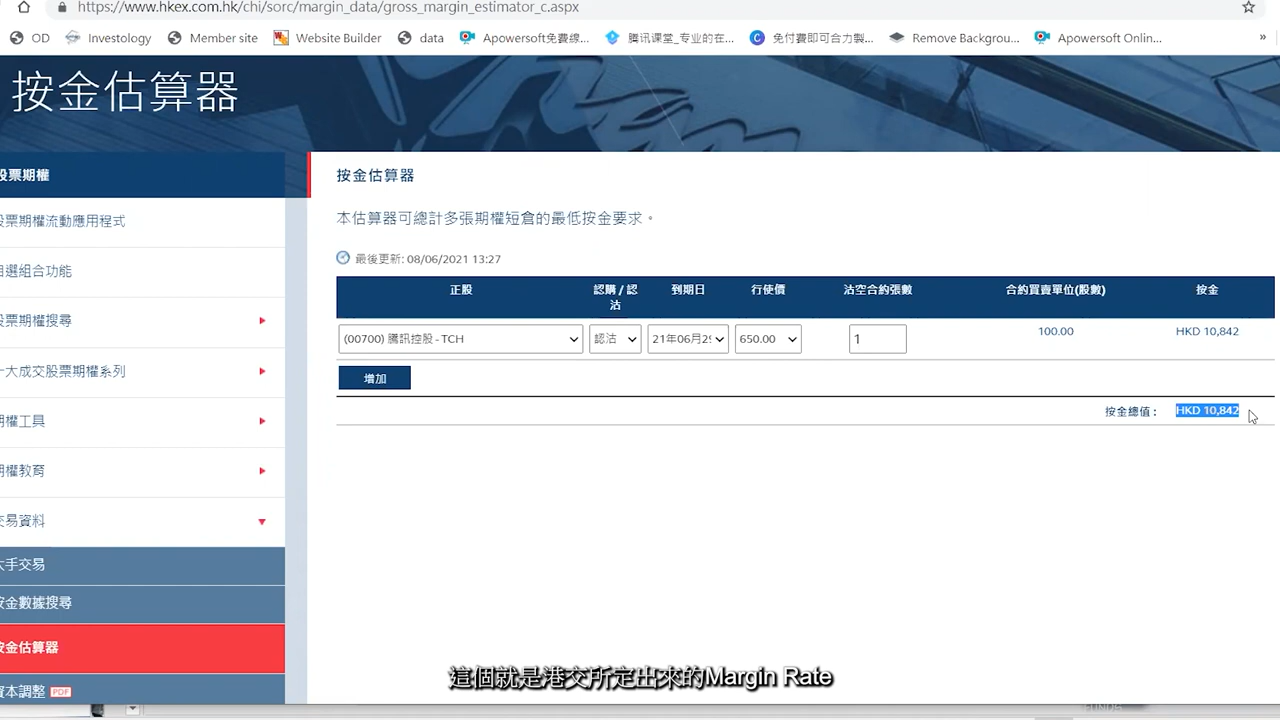 https://www.hkex.com.hk/chi/sorc/margin_data/gross_margin_estimator_c.aspx
OD Investology Member site Website Builder data Apowersoft免費線... 腾讯课堂_专业的在... 免付費即可合力製... Remove Backgrou... Apowersoft Onlin... »
按金估算器
股票期權
股票期權流動應用程式
自選組合功能
股票期權搜尋
十大成交股票期權系列
期權工具
期權教育
交易資料
大手交易
按金數據搜尋
按金估算器
資本調整 PDF
按金估算器
本估算器可總計多張期權短倉的最低按金要求。
最後更新: 08/06/2021 13:27
正股 認購 / 認沽 到期日 行使價 沽空合約張數 合約買賣單位(股數) 按金
(00700) 騰訊控股 - TCH 認沽 21年06月29 650.00 1 100.00 HKD 10,842
增加
按金總值： HKD 10,842
這個就是港交所定出來的Margin Rate